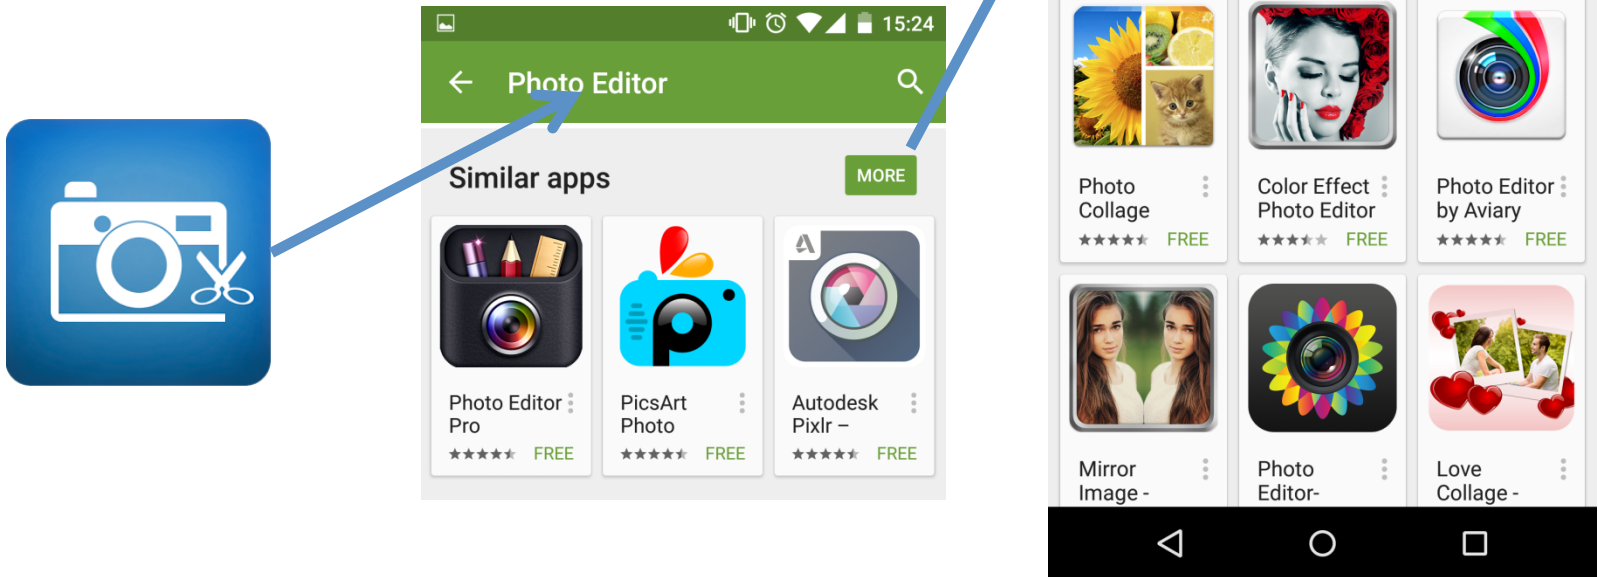 15:24
Photo Editor
Similar apps
MORE
Photo Editor
Pro
FREE
PicsArt
Photo
FREE
Autodesk
Pixlr –
FREE
Photo
Collage
FREE
Color Effect
Photo Editor
FREE
Photo Editor
by Aviary
FREE
Mirror
Image -
Photo
Editor-
Love
Collage -